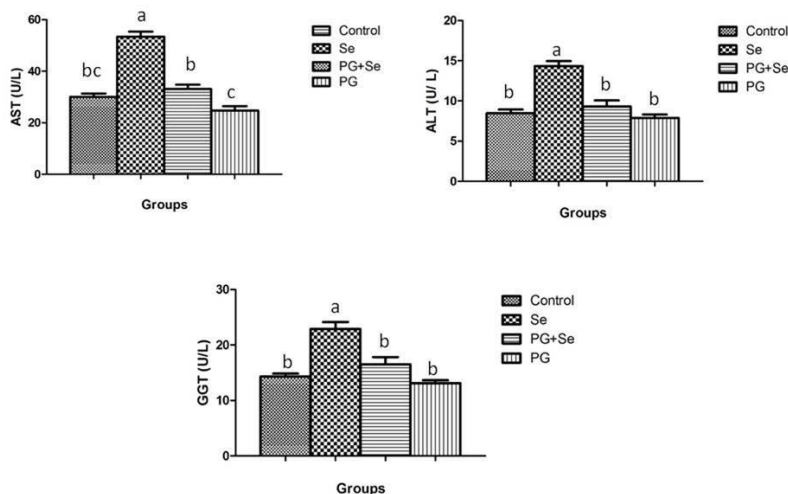 60
40
20
0
AST (U/L)
bc
a
b
c
Groups
Control
Se
PG+Se
PG
20
15
10
5
0
ALT (U/ L)
b
a
b
b
Groups
Control
Se
PG+Se
PG
30
20
10
0
GGT (U/L)
b
a
b
b
Groups
Control
Se
PG+Se
PG